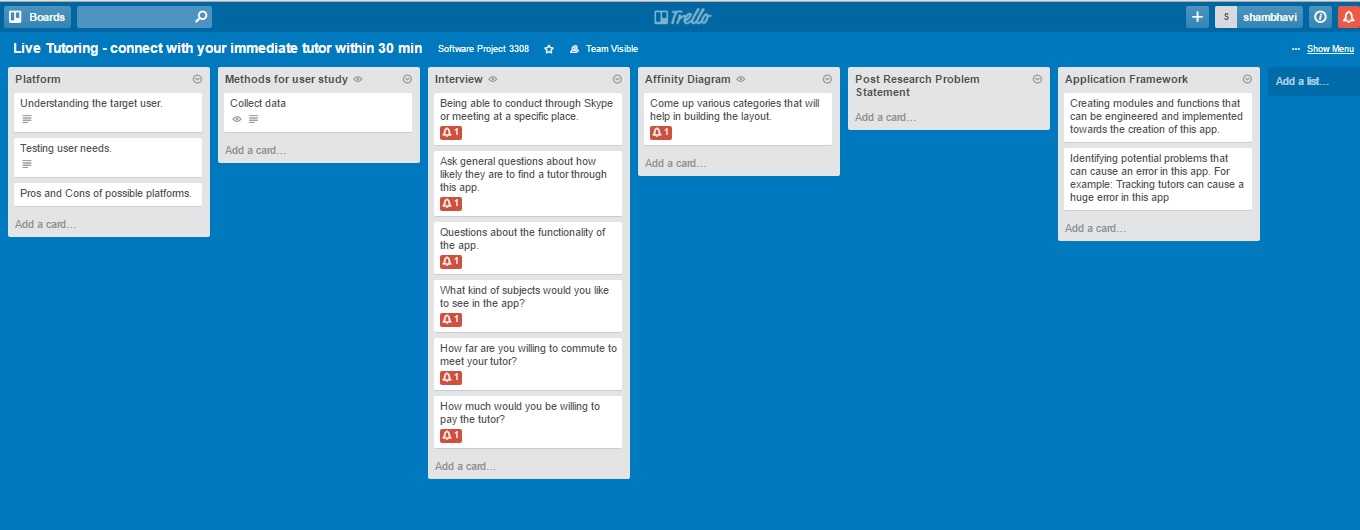 Boards
Trello
S
shambhavi
Live Tutoring - connect with your immediate tutor within 30 min
Software Project 3308
Team Visible
Show Menu
Platform
Understanding the target user.
Testing user needs.
Pros and Cons of possible platforms.
Add a card...
Methods for user study
Collect data
Add a card...
Interview
Being able to conduct through Skype
or meeting at a specific place.
1
Ask general questions about how
likely they are to find a tutor through
this app.
1
Questions about the functionality of
the app.
1
What kind of subjects would you like
to see in the app?
1
How far are you willing to commute to
meet your tutor?
1
How much would you be willing to
pay the tutor?
1
Add a card...
Affinity Diagram
Come up various categories that will
help in building the layout.
1
Add a card...
Post Research Problem
Statement
Add a card...
Application Framework
Creating modules and functions that
can be engineered and implemented
towards the creation of this app.
Identifying potential problems that
can cause an error in this app. For
example: Tracking tutors can cause a
huge error in this app
Add a card...
Add a list...